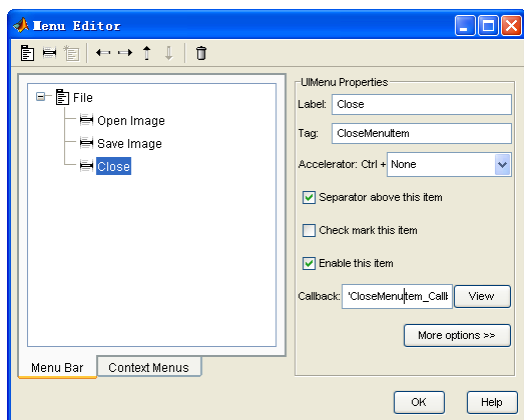 Menu Editor
File
Open Image
Save Image
Close
Menu Bar
Context Menus
UIMenu Properties
Label: Close
Tag: CloseMenuItem
Accelerator: Ctrl + None
Separator above this item
Check mark this item
Enable this item
Callback: 'CloseMenuItem_Call View
More options >>
OK Help